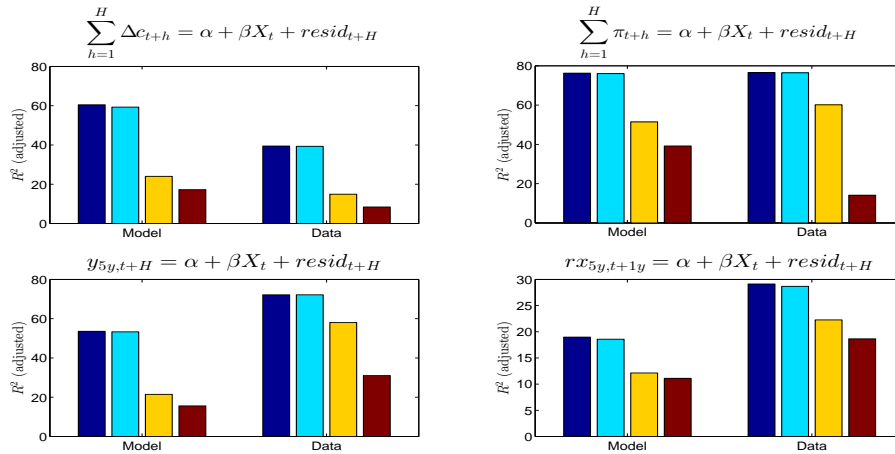 \sum_{h=1}^{H} \Delta c_{t+h} = \alpha + \beta X_t + resid_{t+H}
80
60
40
20
0
R^2 (adjusted)
Model
Data
\sum_{h=1}^{H} \pi_{t+h} = \alpha + \beta X_t + resid_{t+H}
80
60
40
20
0
R^2 (adjusted)
Model
Data
y_{5y,t+H} = \alpha + \beta X_t + resid_{t+H}
80
60
40
20
0
R^2 (adjusted)
Model
Data
rx_{5y,t+1y} = \alpha + \beta X_t + resid_{t+H}
30
25
20
15
10
5
0
R^2 (adjusted)
Model
Data